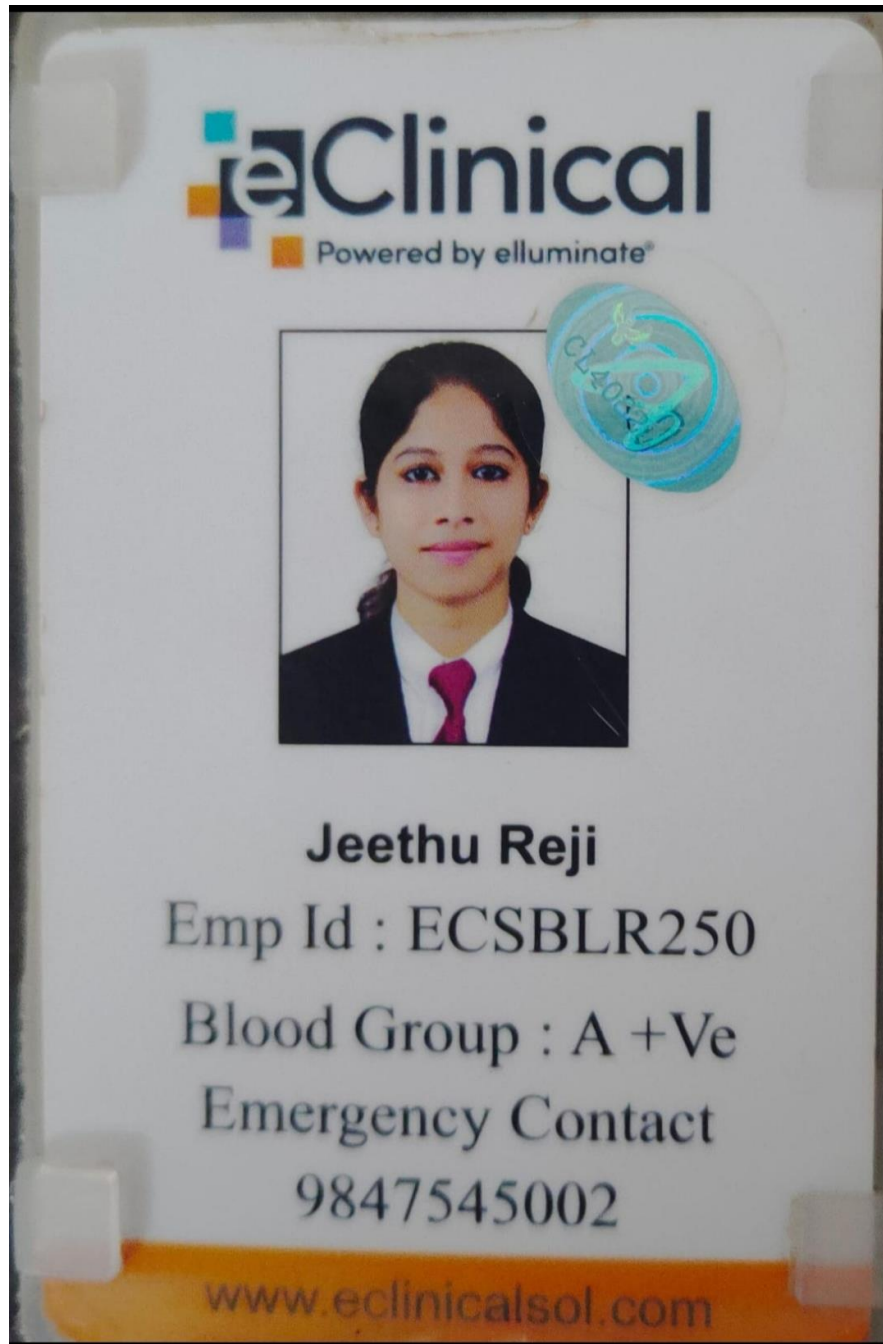 eClinical
Powered by elluminate®
Jeethu Reji
Emp Id : ECSBLR250
Blood Group : A +Ve
Emergency Contact
9847545002
www.eclinicalsol.com